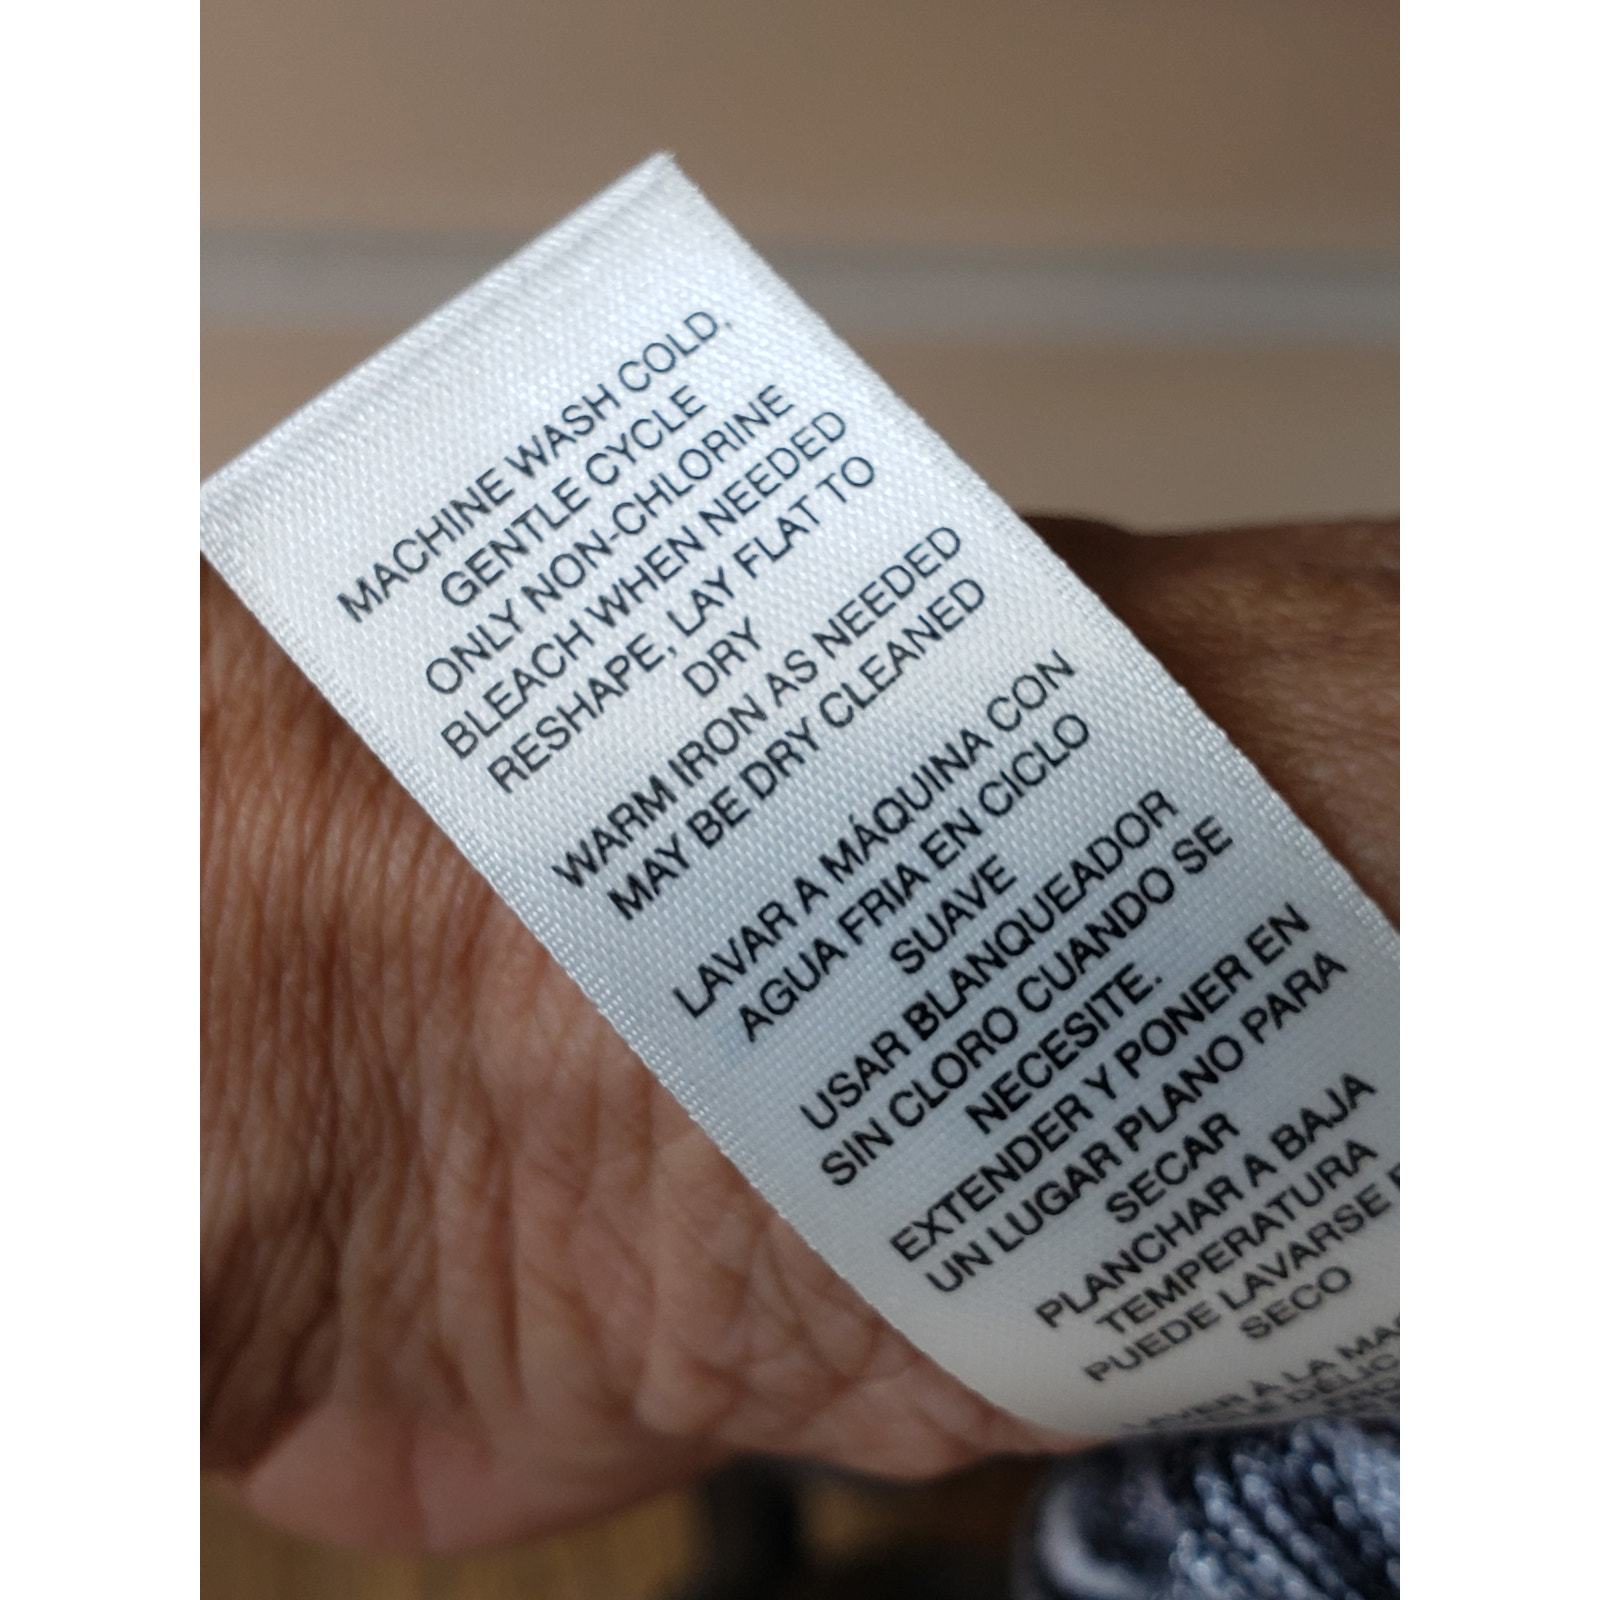 MACHINE WASH COLD,
GENTLE CYCLE
ONLY NON-CHLORINE
BLEACH WHEN NEEDED
RESHAPE, LAY FLAT TO
DRY
WARM IRON AS NEEDED
MAY BE DRY CLEANED
LAVAR A MÁQUINA CON
AGUA FRIA EN CICLO
SUAVE
USAR BLANQUEADOR
SIN CLORO CUANDO SE
NECESITE.
EXTENDER Y PONER EN
UN LUGAR PLANO PARA
SECAR
PLANCHAR A BAJA
TEMPERATURA
PUEDE LAVARSE
SECO
A LA